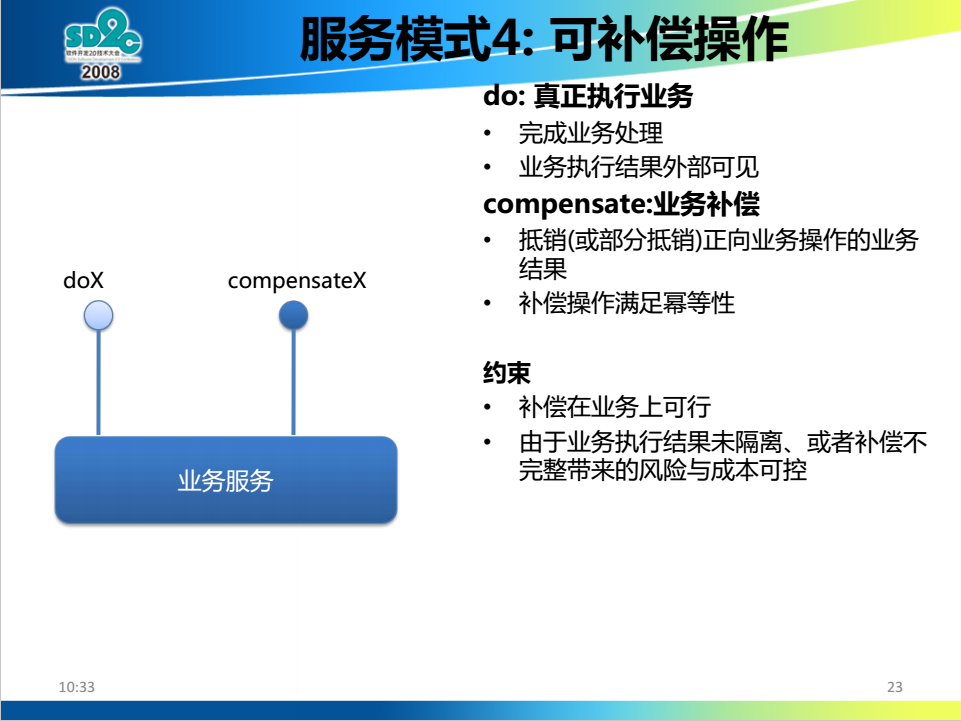 SD2C
软件开发2.0技术大会
2008
服务模式4: 可补偿操作
do: 真正执行业务
• 完成业务处理
• 业务执行结果外部可见
compensate:业务补偿
• 抵销(或部分抵销)正向业务操作的业务
结果
• 补偿操作满足幂等性
约束
• 补偿在业务上可行
• 由于业务执行结果未隔离、或者补偿不
完整带来的风险与成本可控
doX
compensateX
业务服务
10:33
23